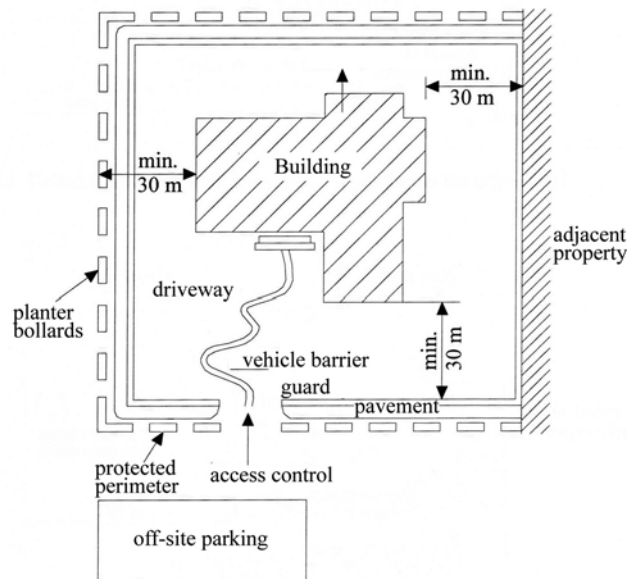 min.
30 m
Building
min.
30 m
adjacent
property
driveway
planter
bollards
min.
30 m
vehicle barrier
guard
pavement
protected
perimeter
access control
off-site parking